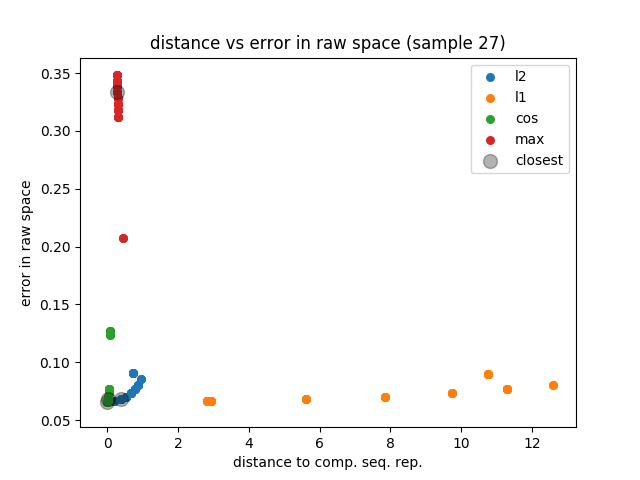 distance vs error in raw space (sample 27)
error in raw space
0.35
0.30
0.25
0.20
0.15
0.10
0.05
l2
l1
cos
max
closest
0 2 4 6 8 10 12
distance to comp. seq. rep.